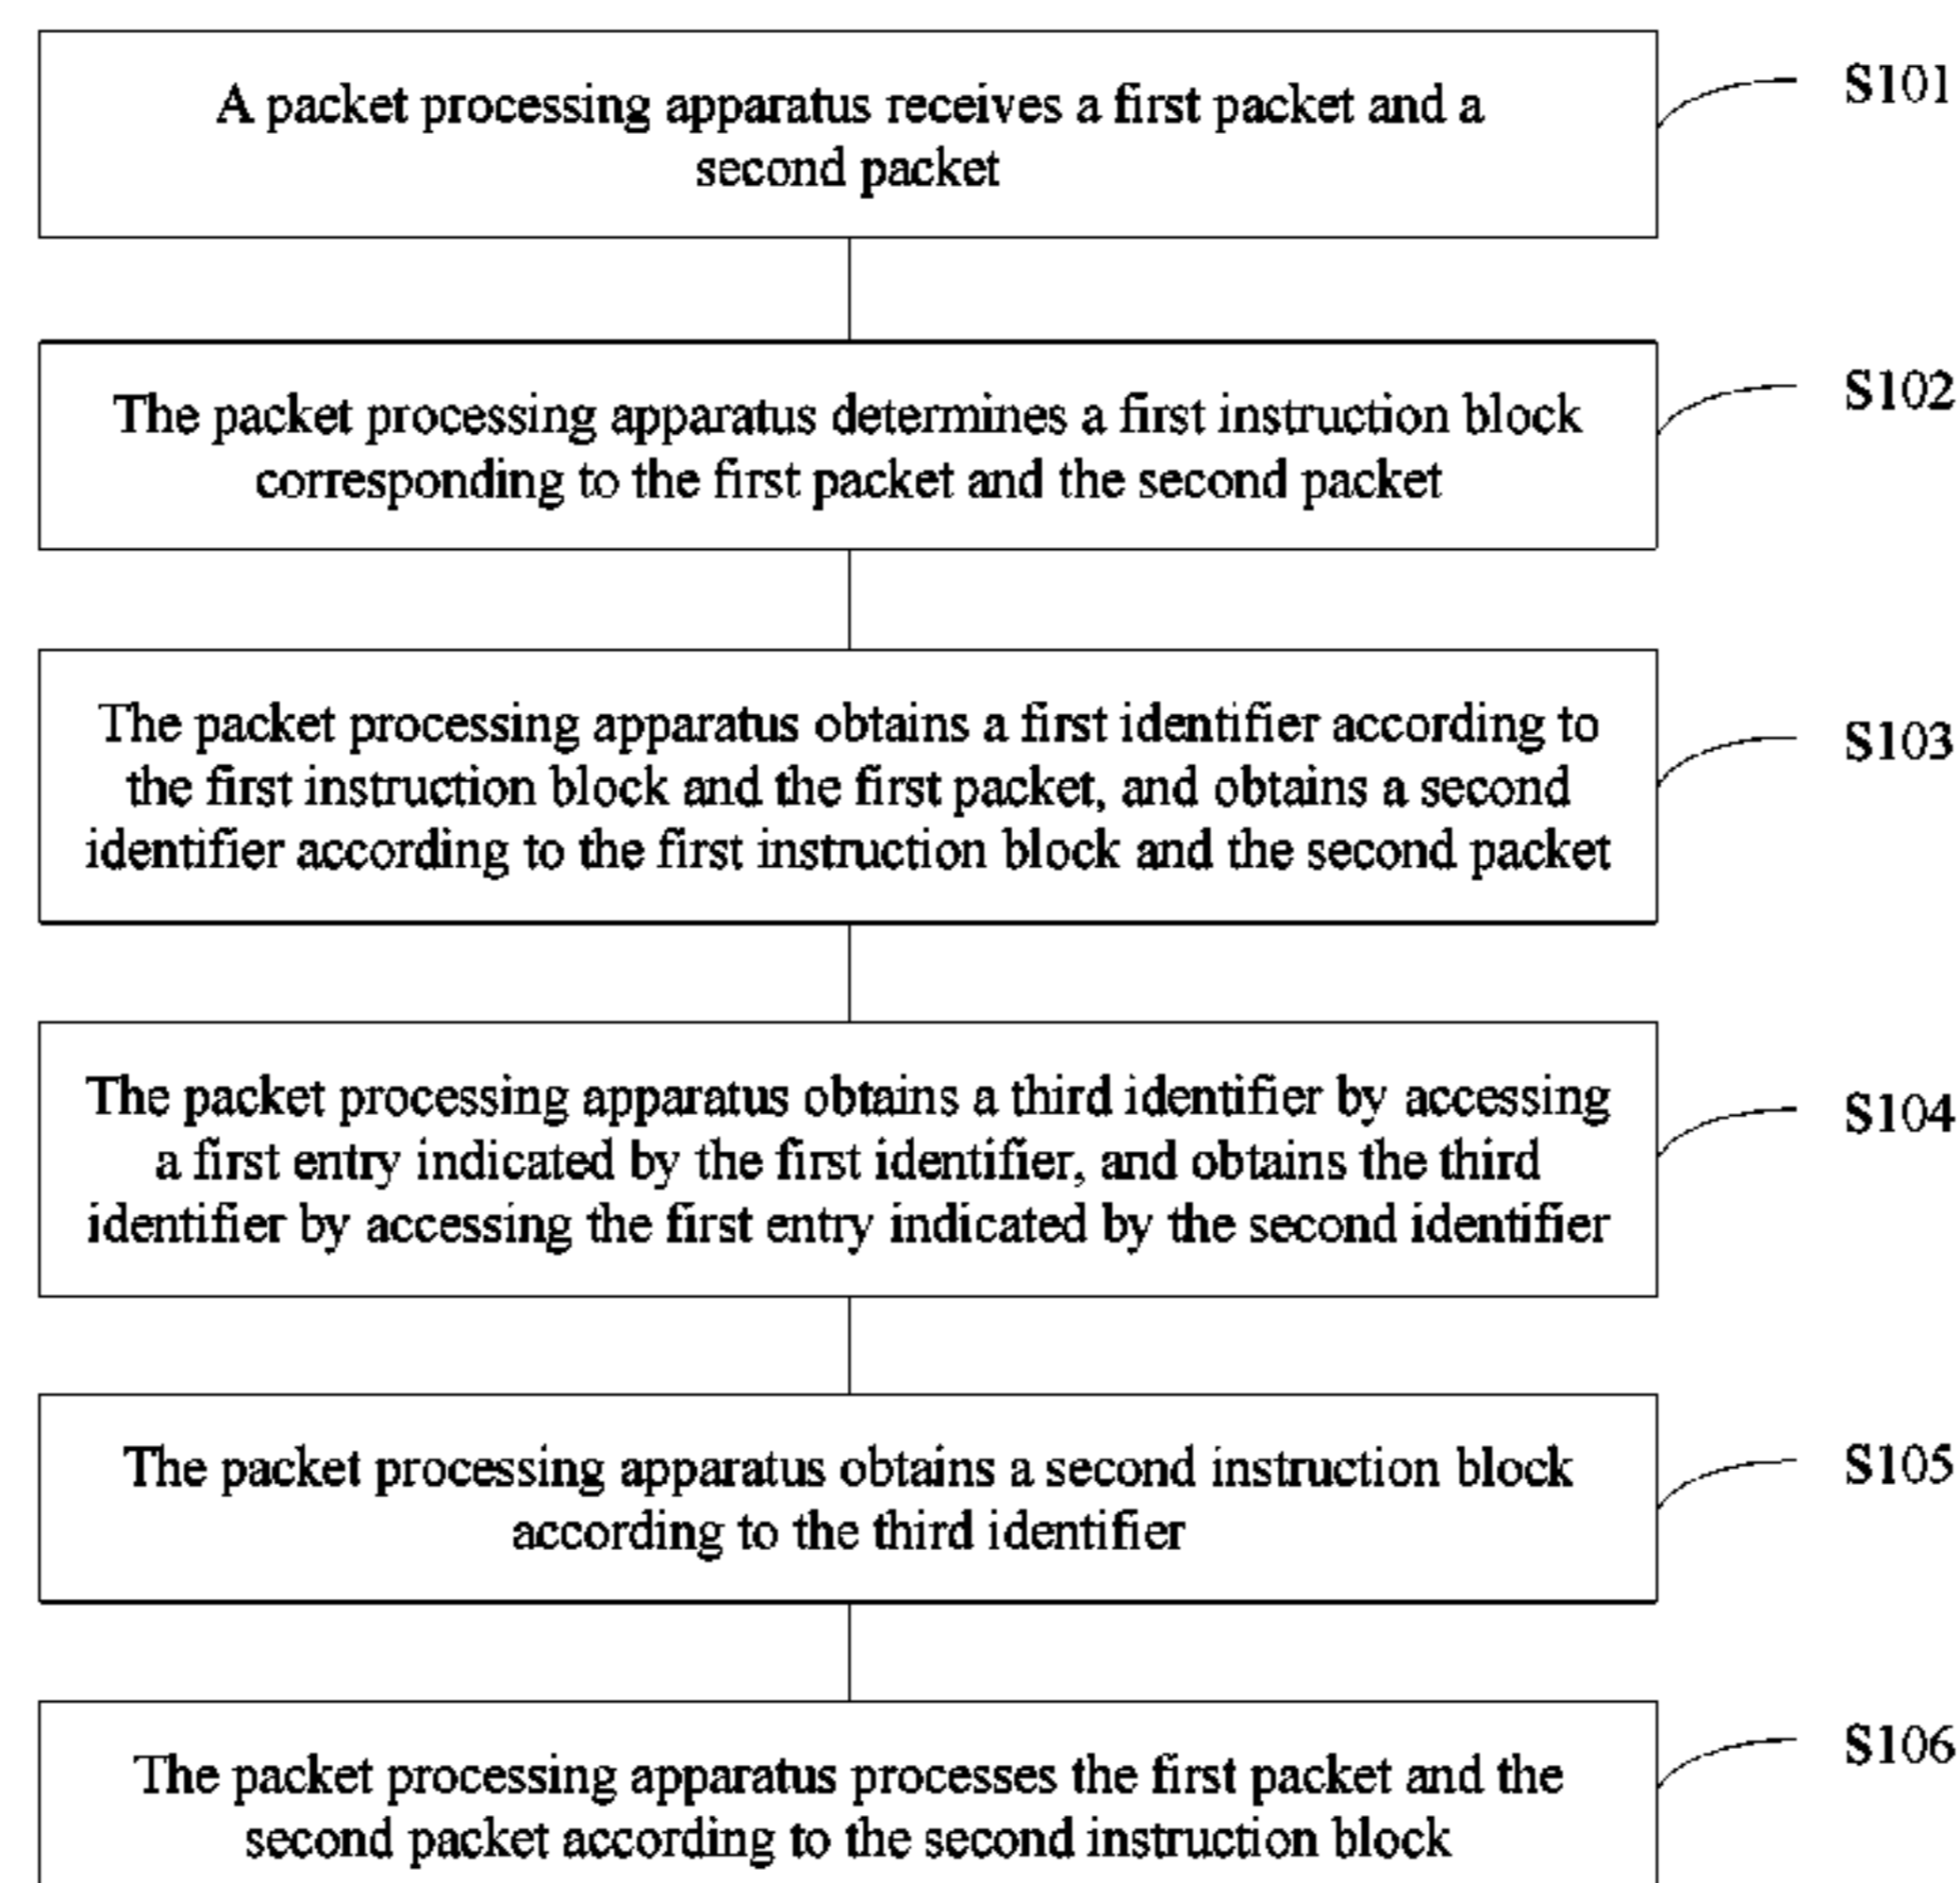 A packet processing apparatus receives a first packet and a
second packet
S101
The packet processing apparatus determines a first instruction block
corresponding to the first packet and the second packet
S102
The packet processing apparatus obtains a first identifier according to
the first instruction block and the first packet, and obtains a second
identifier according to the first instruction block and the second packet
S103
The packet processing apparatus obtains a third identifier by accessing
a first entry indicated by the first identifier, and obtains the third
identifier by accessing the first entry indicated by the second identifier
S104
The packet processing apparatus obtains a second instruction block
according to the third identifier
S105
The packet processing apparatus processes the first packet and the
second packet according to the second instruction block
S106